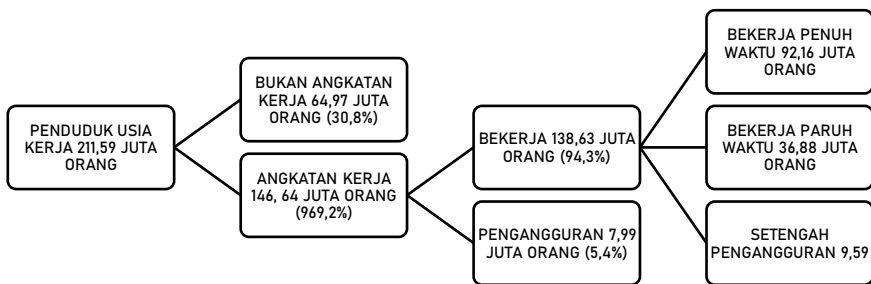 PENDUDUK USIA
KERJA 211,59 JUTA
ORANG
BUKAN ANGKATAN
KERJA 64,97 JUTA
ORANG (30,8%)
ANGKATAN KERJA
146, 64 JUTA ORANG
(969,2%)
BEKERJA 138,63 JUTA
ORANG (94,3%)
PENGANGGURAN 7,99
JUTA ORANG (5,4%)
BEKERJA PENUH
WAKTU 92,16 JUTA
ORANG
BEKERJA PARUH
WAKTU 36,88 JUTA
ORANG
SETENGAH
PENGANGGURAN 9,59